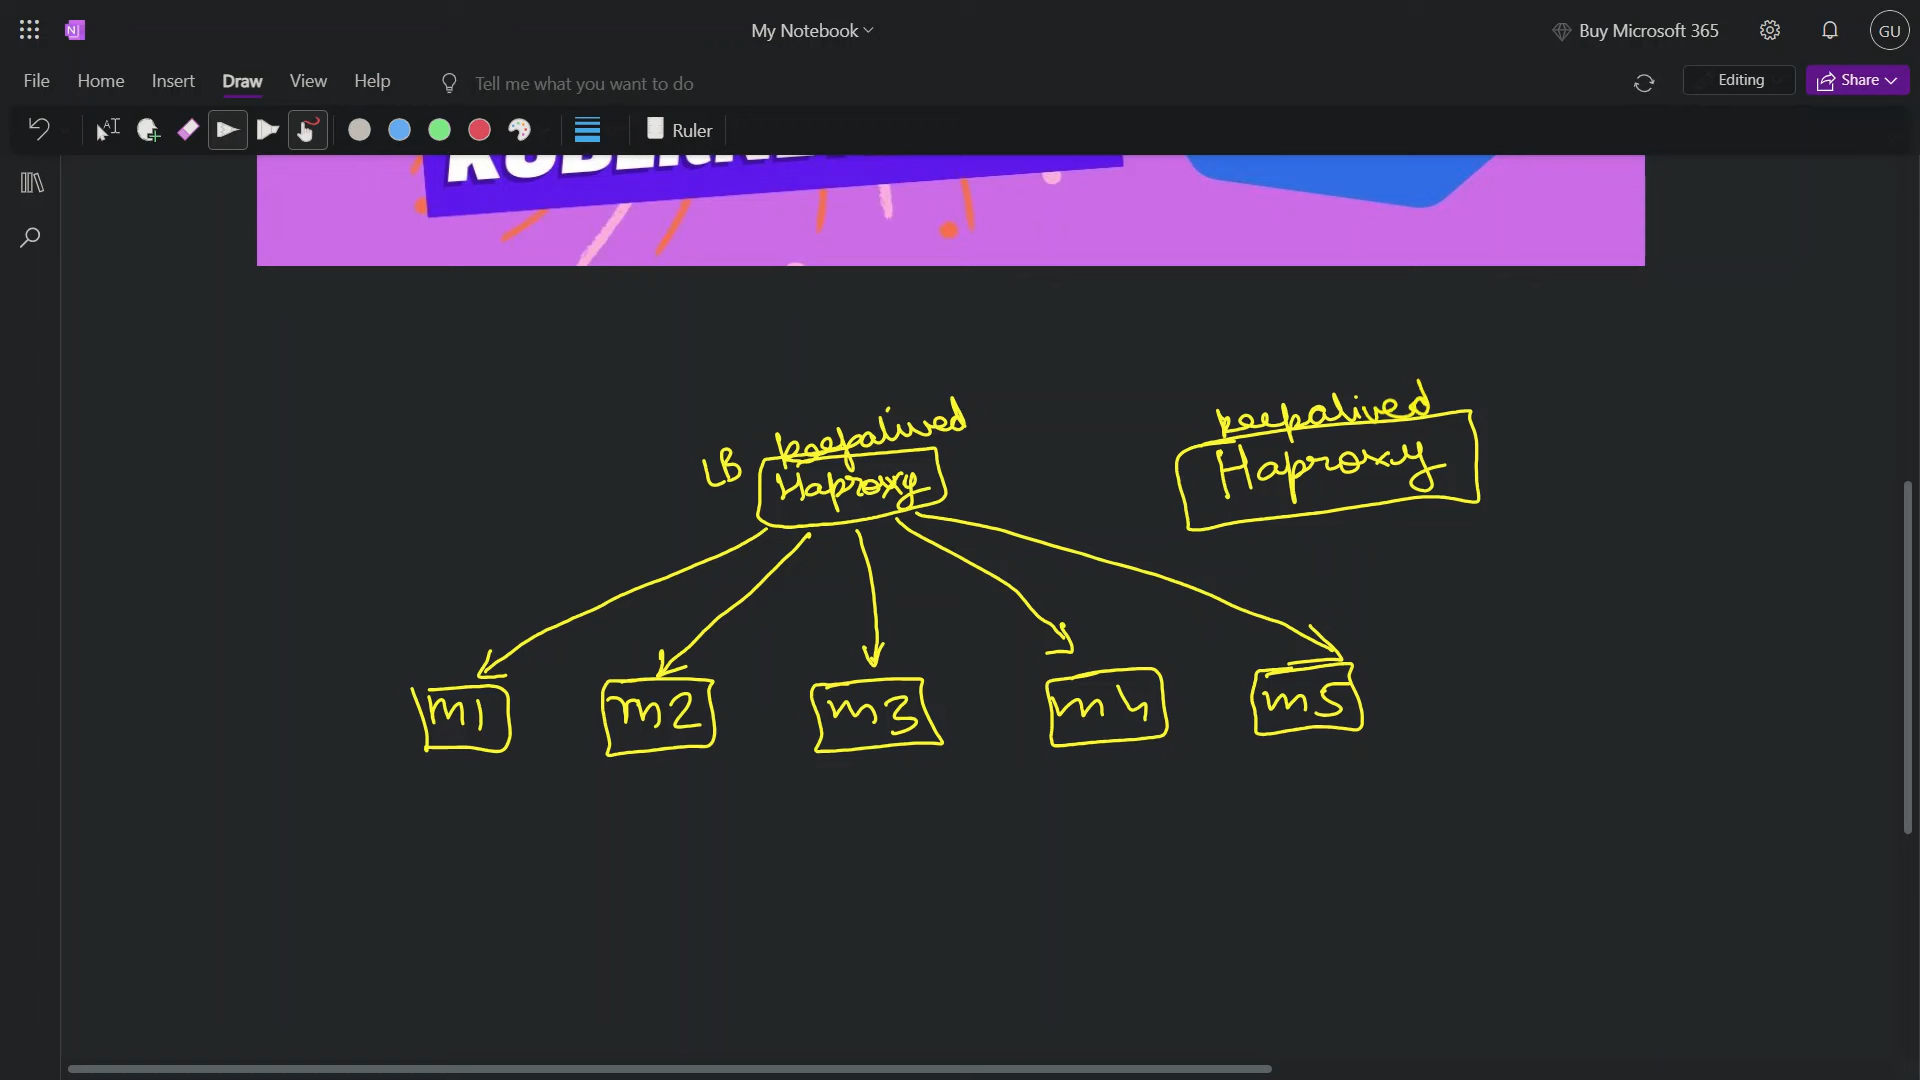 My Notebook
Buy Microsoft 365
GU
File Home Insert Draw View Help
Tell me what you want to do
Editing
Share
Ruler
keepalived
keepalived
LB
Haproxy
Haproxy
m1
m2
m3
m4
m5